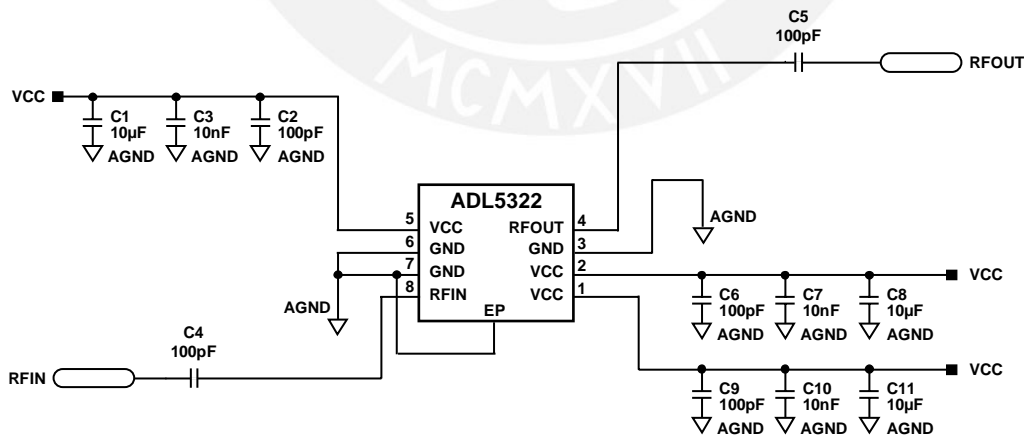 MCMXVII
C5
100pF
RFOUT
VCC
C1
10µF
AGND
C3
10nF
AGND
C2
100pF
AGND
ADL5322
5 VCC
6 GND
7 GND
8 RFIN
RFOUT 4
GND 3
VCC 2
VCC 1
EP
AGND
AGND
C6
100pF
AGND
C7
10nF
AGND
C8
10µF
AGND
VCC
C4
100pF
RFIN
C9
100pF
AGND
C10
10nF
AGND
C11
10µF
AGND
VCC